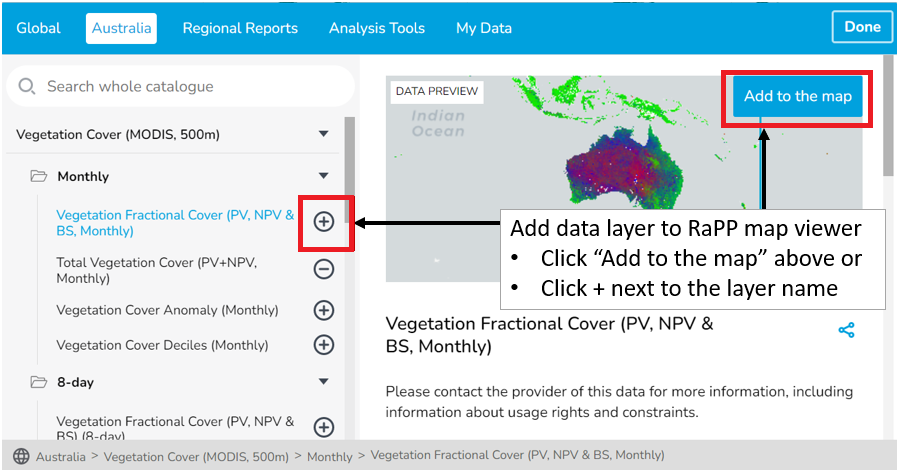 Global Australia Regional Reports Analysis Tools My Data Done
Search whole catalogue
Vegetation Cover (MODIS, 500m)
Monthly
Vegetation Fractional Cover (PV, NPV &
BS, Monthly)
Total Vegetation Cover (PV+NPV,
Monthly)
Vegetation Cover Anomaly (Monthly)
Vegetation Cover Deciles (Monthly)
8-day
Vegetation Fractional Cover (PV, NPV &
BS) (8-day)
DATA PREVIEW
Indian
Ocean
Add to the map
Add data layer to RaPP map viewer
• Click “Add to the map” above or
• Click + next to the layer name
Vegetation Fractional Cover (PV, NPV &
BS, Monthly)
Please contact the provider of this data for more information, including
information about usage rights and constraints.
Australia > Vegetation Cover (MODIS, 500m) > Monthly > Vegetation Fractional Cover (PV, NPV & BS, Monthly)